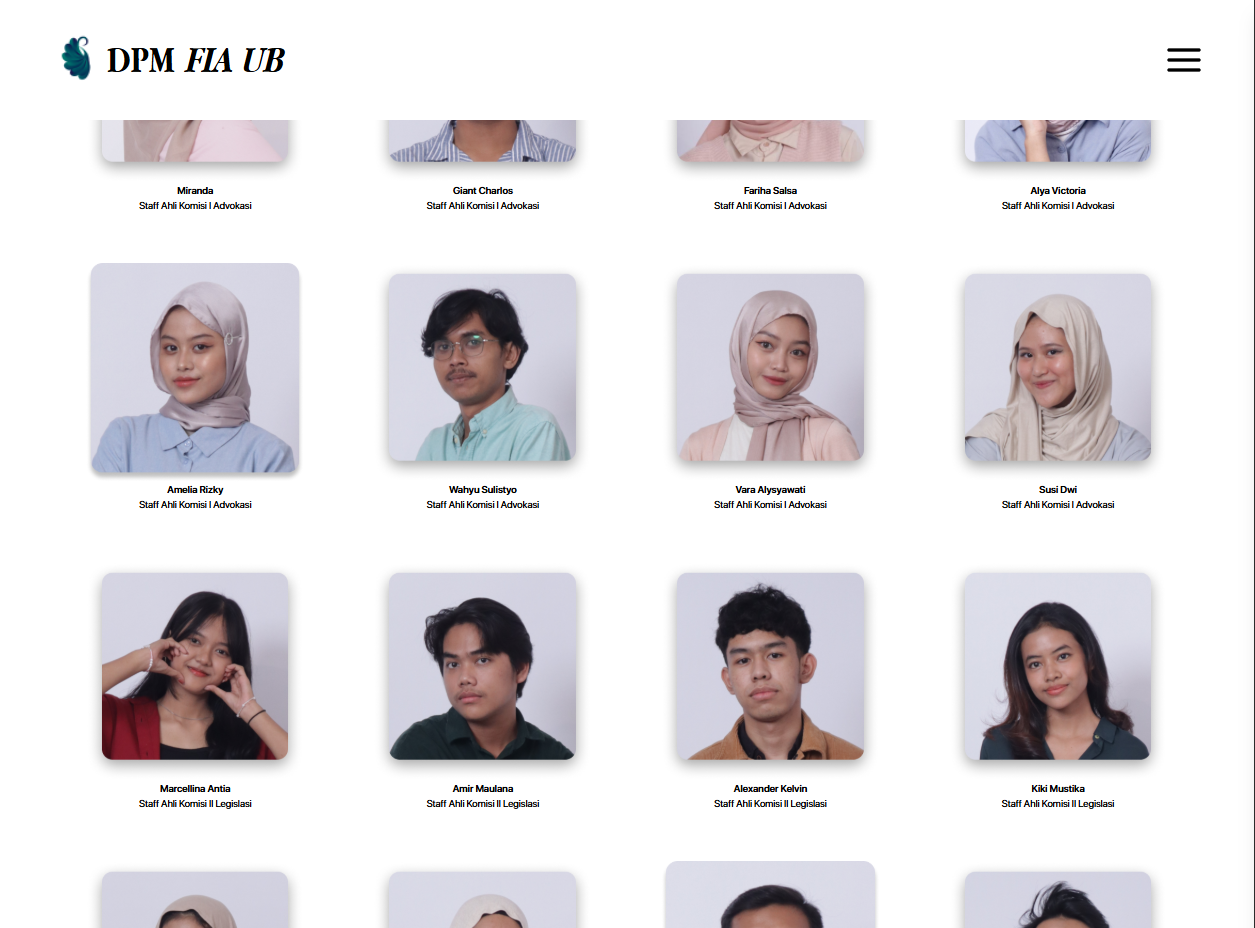 DPM FIA UB
Miranda
Staff Ahli Komisi I Advokasi
Giant Charlos
Staff Ahli Komisi I Advokasi
Fariha Salsa
Staff Ahli Komisi I Advokasi
Alya Victoria
Staff Ahli Komisi I Advokasi
Amelia Rizky
Staff Ahli Komisi I Advokasi
Wahyu Sulistyo
Staff Ahli Komisi I Advokasi
Vara Alysyawati
Staff Ahli Komisi I Advokasi
Susi Dwi
Staff Ahli Komisi I Advokasi
Marcellina Antia
Staff Ahli Komisi II Legislasi
Amir Maulana
Staff Ahli Komisi II Legislasi
Alexander Kelvin
Staff Ahli Komisi II Legislasi
Kiki Mustika
Staff Ahli Komisi II Legislasi